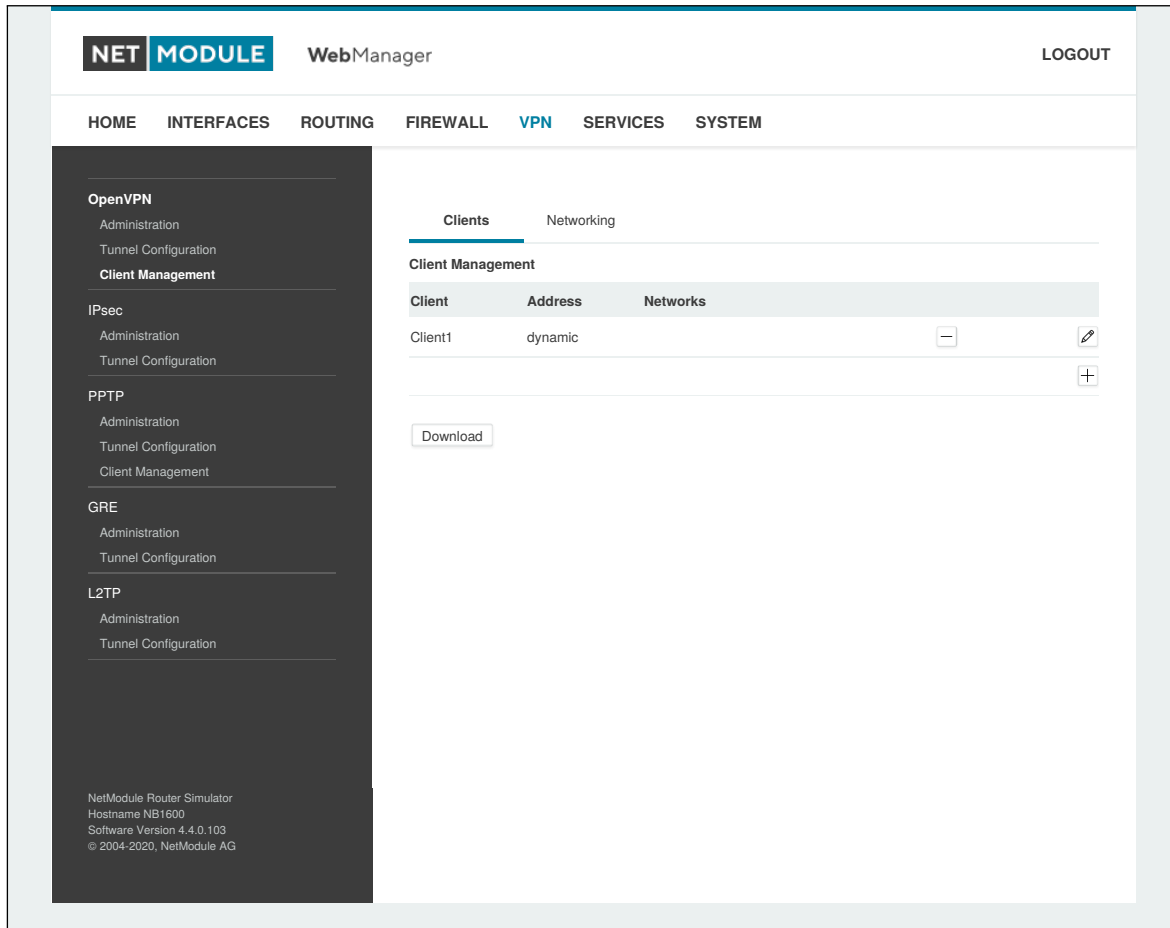 NET MODULE WebManager LOGOUT
HOME INTERFACES ROUTING FIREWALL VPN SERVICES SYSTEM
OpenVPN
Administration
Tunnel Configuration
Client Management
IPsec
Administration
Tunnel Configuration
PPTP
Administration
Tunnel Configuration
Client Management
GRE
Administration
Tunnel Configuration
L2TP
Administration
Tunnel Configuration
NetModule Router Simulator
Hostname NB1600
Software Version 4.4.0.103
© 2004-2020, NetModule AG
Clients Networking
Client Management
Client Address Networks
Client1 dynamic
Download